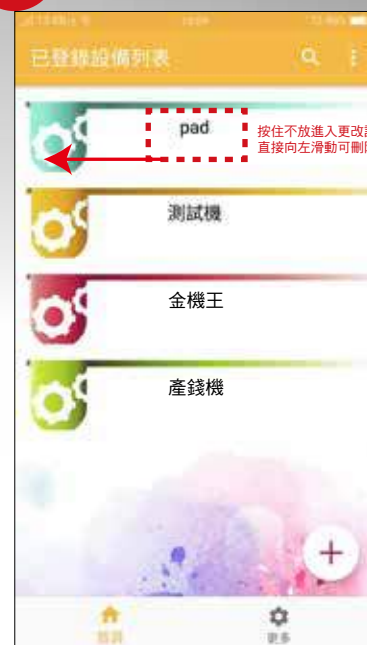 已登錄設備列表
pad
按住不放進入更改
直接向左滑動可刪
測試機
金機王
產錢機
首頁
更多